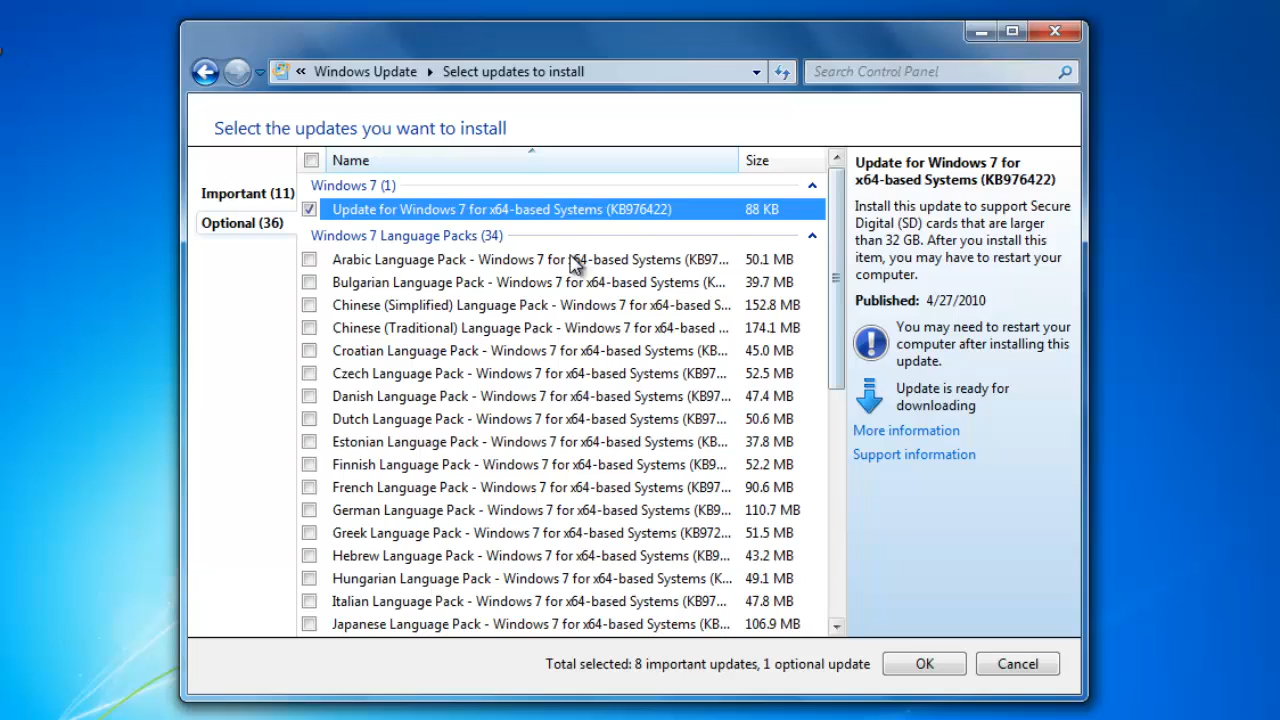 « Windows Update ▸ Select updates to install
Search Control Panel
Select the updates you want to install
Important (11)
Optional (36)
Name Size
Windows 7 (1)
Update for Windows 7 for x64-based Systems (KB976422) 88 KB
Windows 7 Language Packs (34)
Arabic Language Pack - Windows 7 for x64-based Systems (KB97... 50.1 MB
Bulgarian Language Pack - Windows 7 for x64-based Systems (K... 39.7 MB
Chinese (Simplified) Language Pack - Windows 7 for x64-based S... 152.8 MB
Chinese (Traditional) Language Pack - Windows 7 for x64-based ... 174.1 MB
Croatian Language Pack - Windows 7 for x64-based Systems (KB... 45.0 MB
Czech Language Pack - Windows 7 for x64-based Systems (KB97... 52.5 MB
Danish Language Pack - Windows 7 for x64-based Systems (KB9... 47.4 MB
Dutch Language Pack - Windows 7 for x64-based Systems (KB97... 50.6 MB
Estonian Language Pack - Windows 7 for x64-based Systems (KB... 37.8 MB
Finnish Language Pack - Windows 7 for x64-based Systems (KB9... 52.2 MB
French Language Pack - Windows 7 for x64-based Systems (KB97... 90.6 MB
German Language Pack - Windows 7 for x64-based Systems (KB9... 110.7 MB
Greek Language Pack - Windows 7 for x64-based Systems (KB972... 51.5 MB
Hebrew Language Pack - Windows 7 for x64-based Systems (KB9... 43.2 MB
Hungarian Language Pack - Windows 7 for x64-based Systems (K... 49.1 MB
Italian Language Pack - Windows 7 for x64-based Systems (KB97... 47.8 MB
Japanese Language Pack - Windows 7 for x64-based Systems (KB... 106.9 MB
Update for Windows 7 for
x64-based Systems (KB976422)
Install this update to support Secure
Digital (SD) cards that are larger
than 32 GB. After you install this
item, you may have to restart your
computer.
Published: 4/27/2010
You may need to restart your
computer after installing this
update.
Update is ready for
downloading
More information
Support information
Total selected: 8 important updates, 1 optional update
OK
Cancel